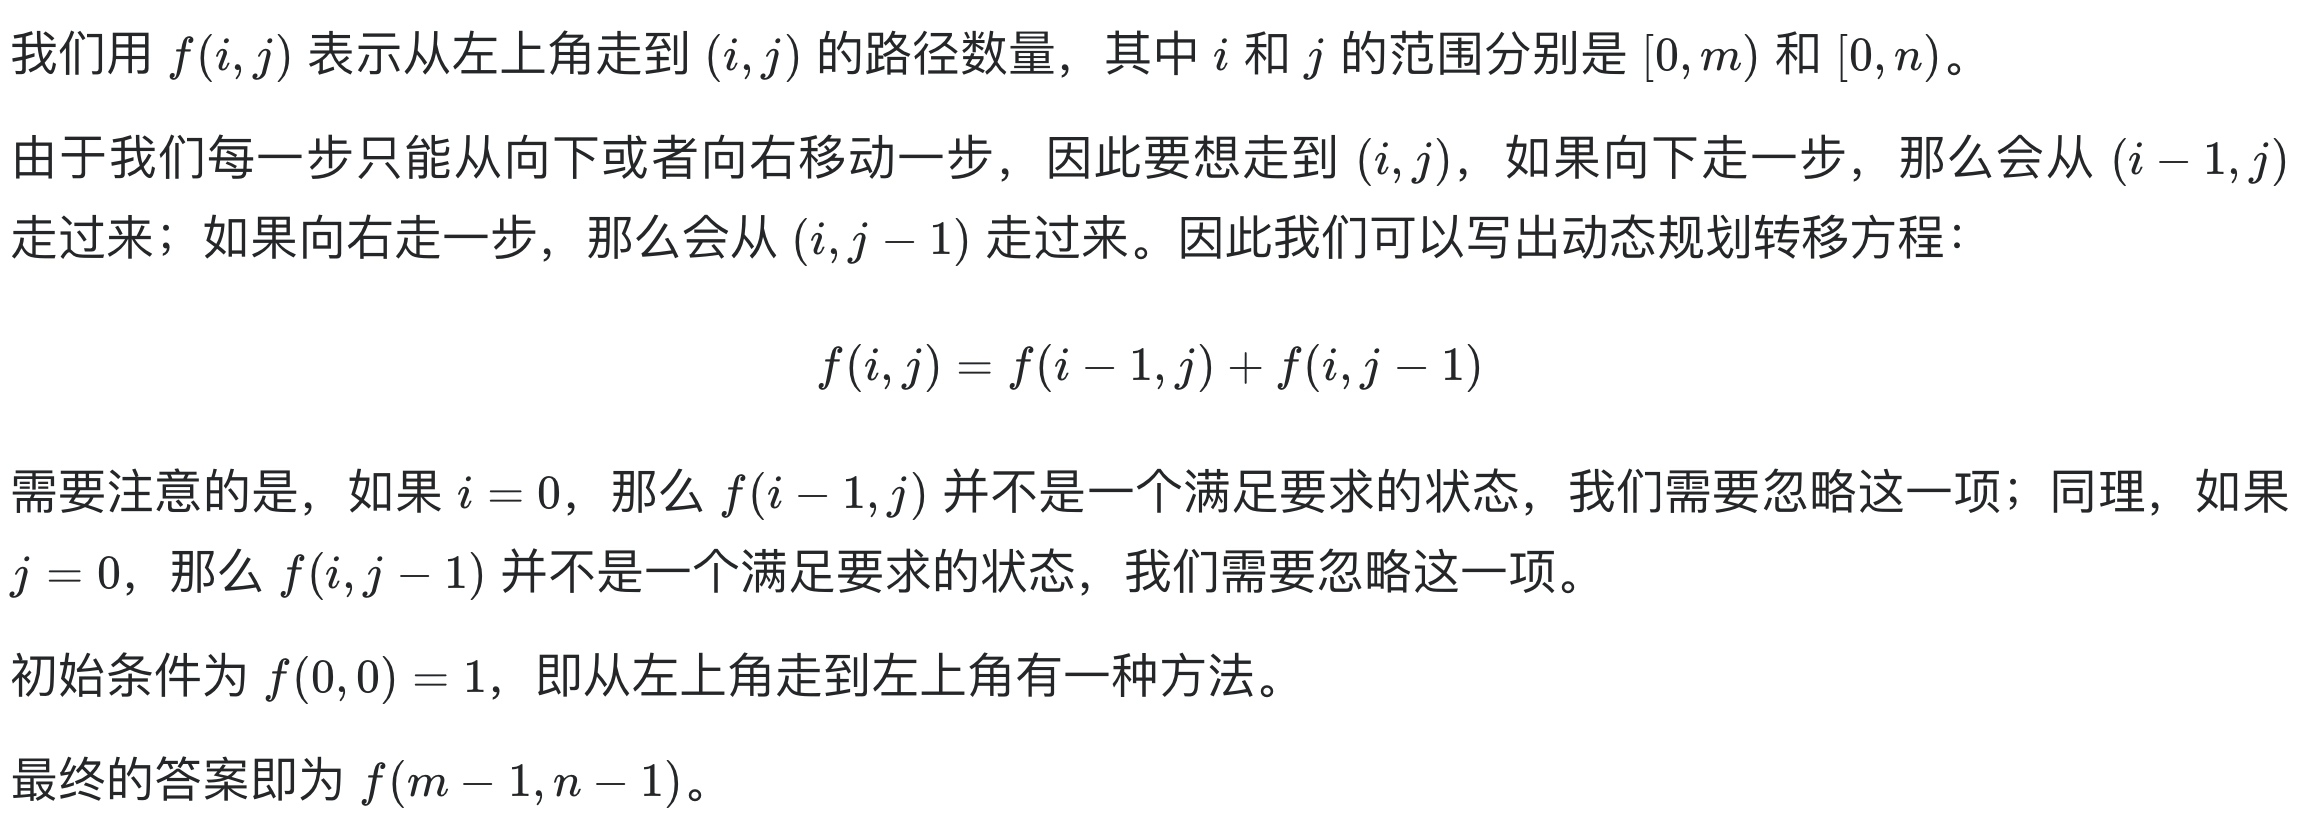 我们用 f(i, j) 表示从左上角走到 (i, j) 的路径数量，其中 i 和 j 的范围分别是 [0, m) 和 [0, n)。
由于我们每一步只能从向下或者向右移动一步，因此要想走到 (i, j)，如果向下走一步，那么会从 (i − 1, j)
走过来；如果向右走一步，那么会从 (i, j − 1) 走过来。因此我们可以写出动态规划转移方程：
f(i, j) = f(i − 1, j) + f(i, j − 1)
需要注意的是，如果 i = 0，那么 f(i − 1, j) 并不是一个满足要求的状态，我们需要忽略这一项；同理，如果
j = 0，那么 f(i, j − 1) 并不是一个满足要求的状态，我们需要忽略这一项。
初始条件为 f(0, 0) = 1，即从左上角走到左上角有一种方法。
最终的答案即为 f(m − 1, n − 1)。